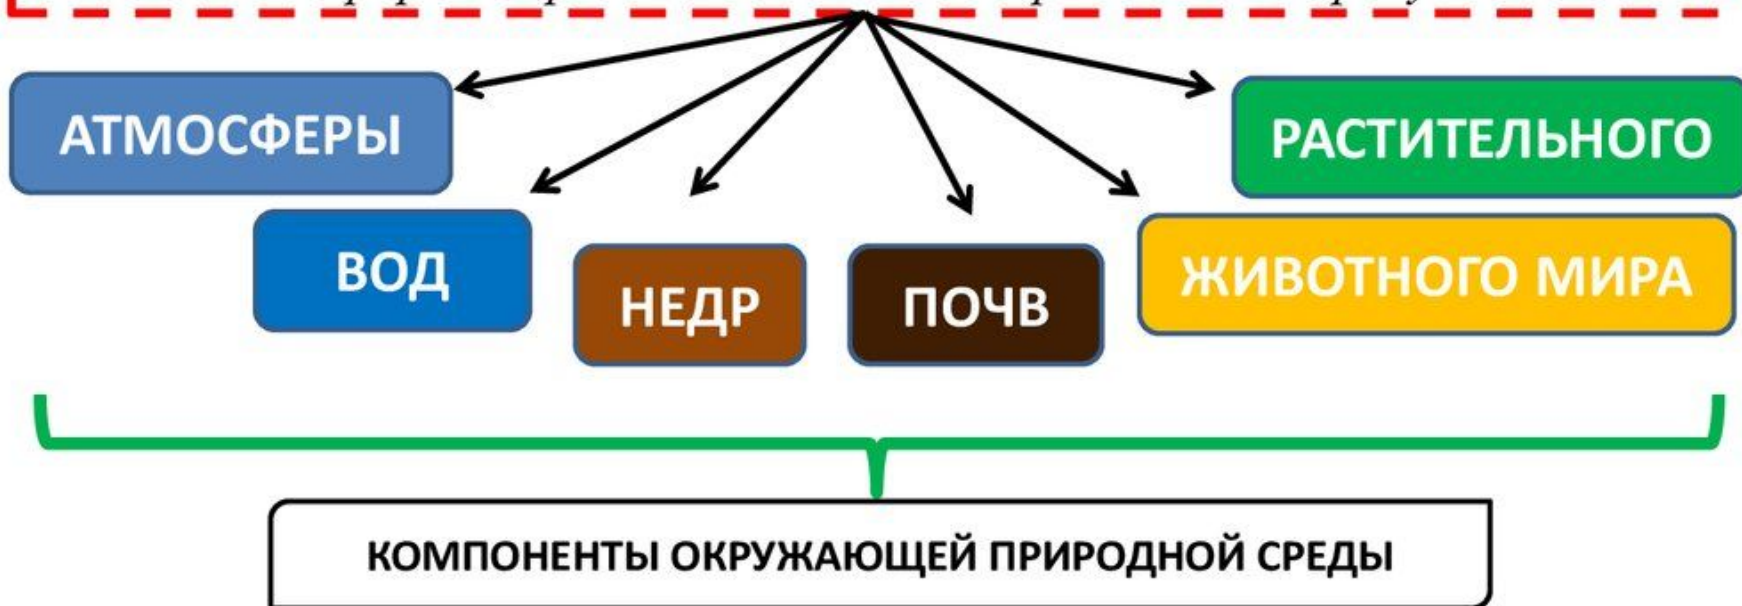 АТМОСФЕРЫ
РАСТИТЕЛЬНОГО
ВОД
НЕДР
ПОЧВ
ЖИВОТНОГО МИРА
КОМПОНЕНТЫ ОКРУЖАЮЩЕЙ ПРИРОДНОЙ СРЕДЫ